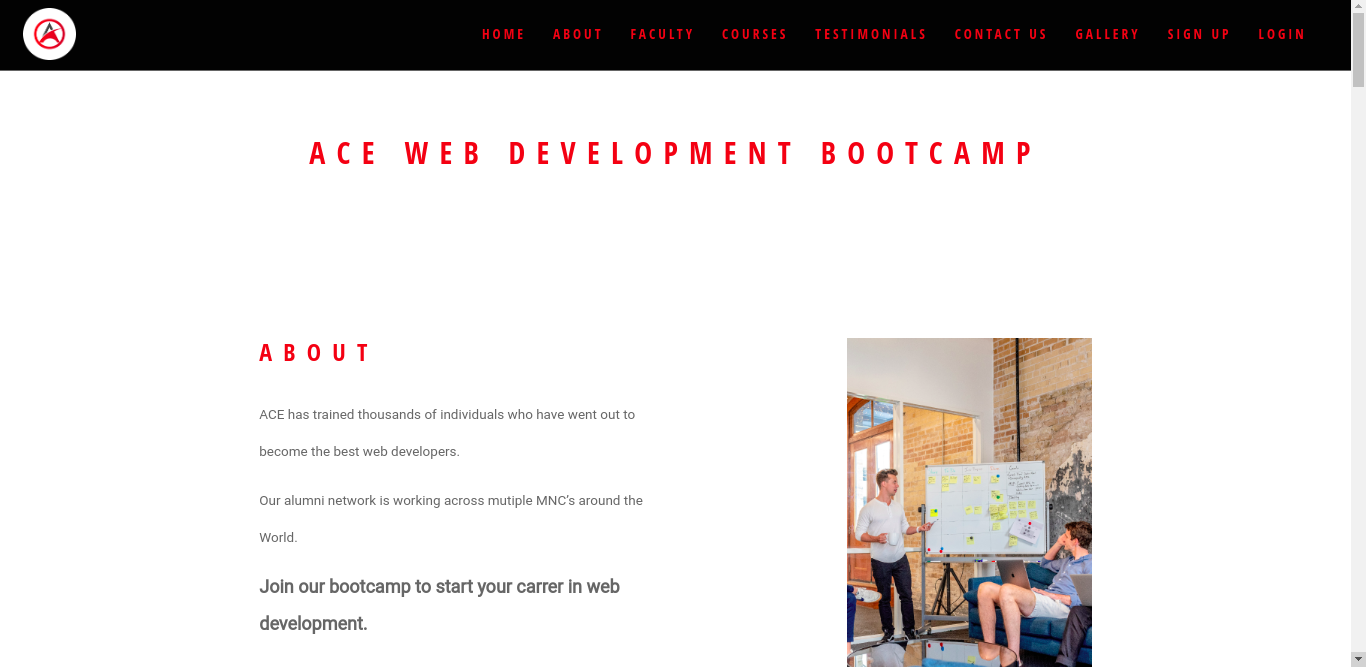 HOME ABOUT FACULTY COURSES TESTIMONIALS CONTACT US GALLERY SIGN UP LOGIN
ACE WEB DEVELOPMENT BOOTCAMP
ABOUT
ACE has trained thousands of individuals who have went out to
become the best web developers.
Our alumni network is working across mutiple MNC's around the
World.
Join our bootcamp to start your carrer in web
development.